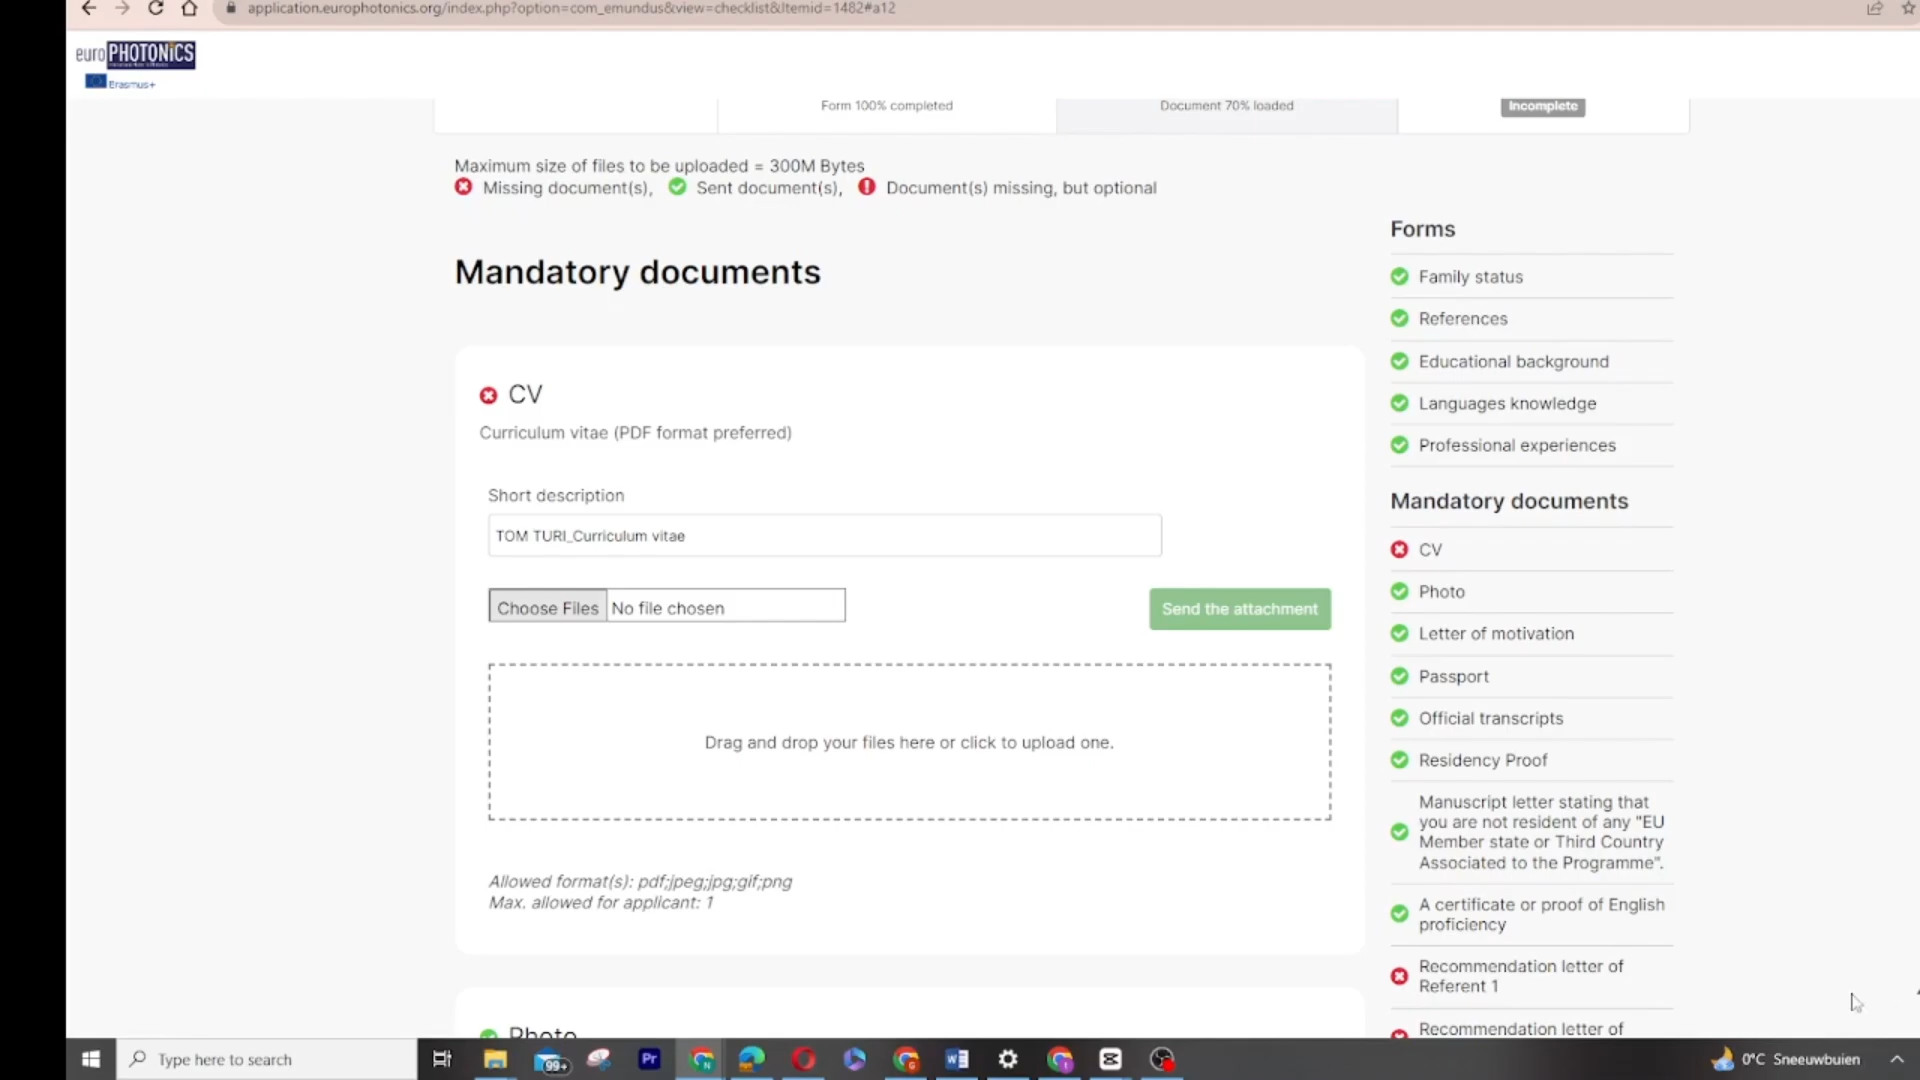 application.europhotonics.org/index.php?option=com_emundus&view=checklist&Itemid=1482#a12
euroPHOTONICS
Erasmus+
Form 100% completed
Document 70% loaded
Incomplete
Maximum size of files to be uploaded = 300M Bytes
Missing document(s), Sent document(s), Document(s) missing, but optional
Mandatory documents
CV
Curriculum vitae (PDF format preferred)
Short description
TOM TURI_Curriculum vitae
Choose Files No file chosen
Send the attachment
Drag and drop your files here or click to upload one.
Allowed format(s): pdf;jpeg;jpg;gif;png
Max. allowed for applicant: 1
Photo
Forms
Family status
References
Educational background
Languages knowledge
Professional experiences
Mandatory documents
CV
Photo
Letter of motivation
Passport
Official transcripts
Residency Proof
Manuscript letter stating that
you are not resident of any "EU
Member state or Third Country
Associated to the Programme".
A certificate or proof of English
proficiency
Recommendation letter of
Referent 1
Recommendation letter of
Type here to search
99+
Pr
0°C Sneeuwbuien